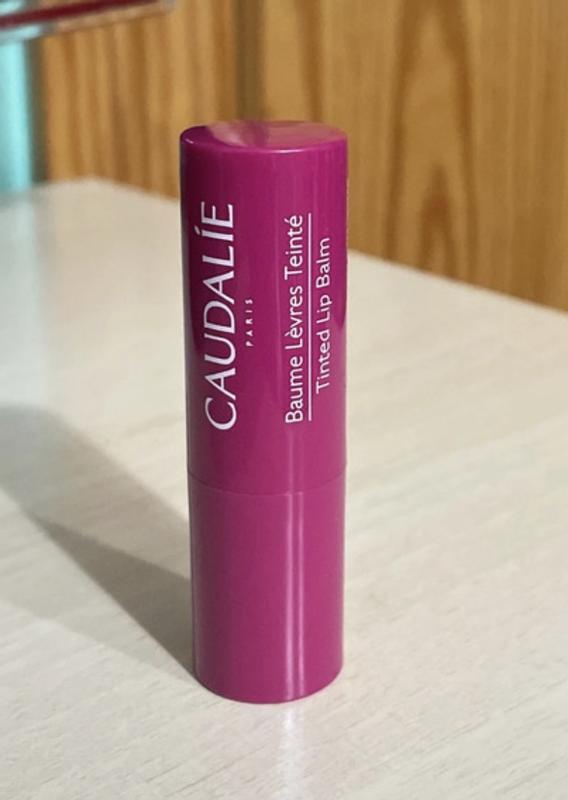 CAUDALÍE
PARIS
Baume Lèvres Teinté
Tinted Lip Balm